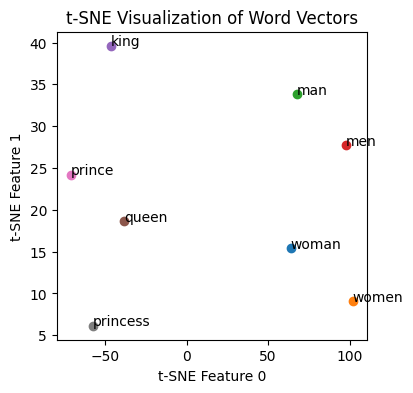 t-SNE Visualization of Word Vectors
40
35
30
25
20
15
10
5
t-SNE Feature 1
king
man
men
prince
queen
woman
women
princess
−50
0
50
100
t-SNE Feature 0